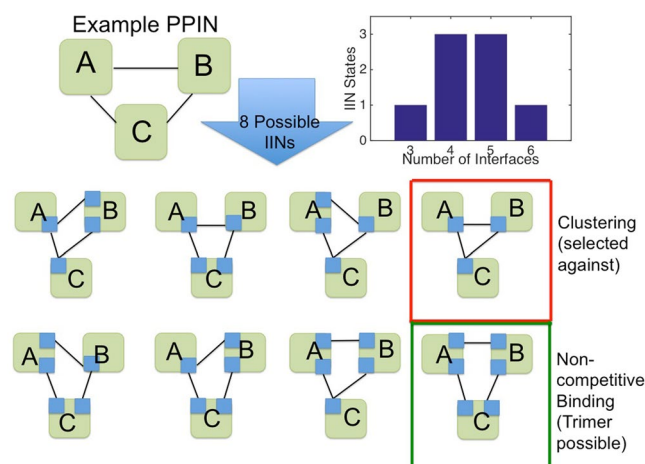 Example PPIN
A
B
C
8 Possible
IINs
IIN States
3
2
1
0
3
4
5
6
Number of Interfaces
A
B
C
A
B
C
A
B
C
A
B
C
Clustering
(selected
against)
A
B
C
A
B
C
A
B
C
A
B
C
Non-
competitive
Binding
(Trimer
possible)